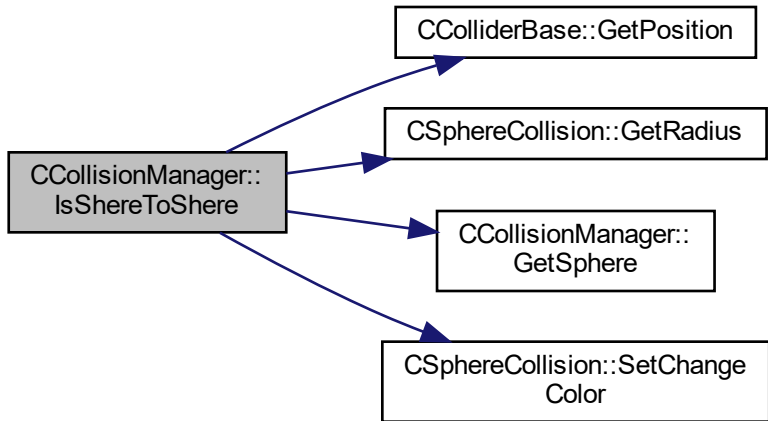 CCollisionManager::
IsShereToShere
CColliderBase::GetPosition
CSphereCollision::GetRadius
CCollisionManager::
GetSphere
CSphereCollision::SetChange
Color